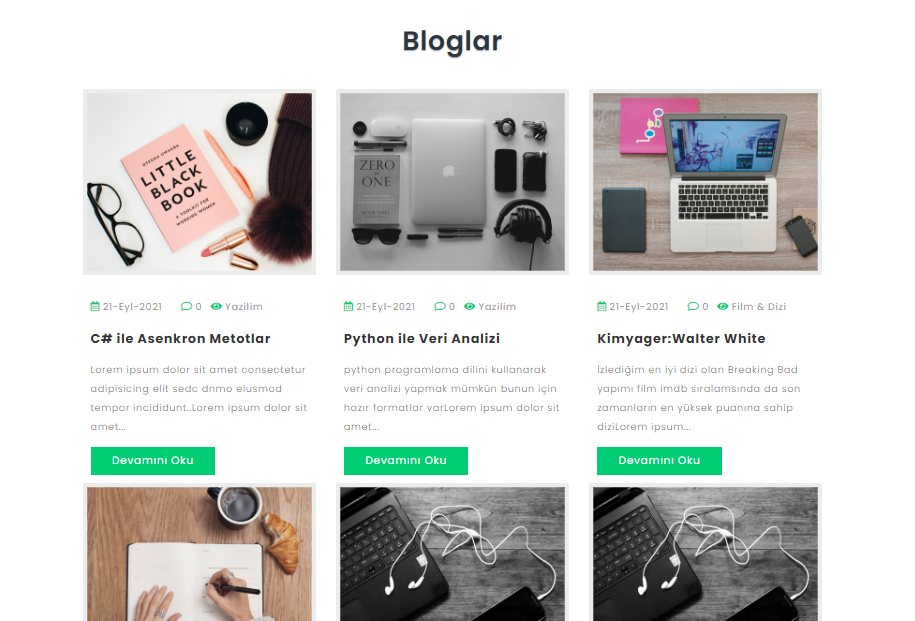 Bloglar
OTEGHA UWAGBA
LITTLE
BLACK
BOOK
A TOOLKIT FOR
WORKING WOMEN
ZERO
TO
ONE
21-Eyl-2021 0 Yazilim
21-Eyl-2021 0 Yazilim
21-Eyl-2021 0 Film & Dizi
C# ile Asenkron Metotlar
Python ile Veri Analizi
Kimyager:Walter White
Lorem ipsum dolor sit amet consectetur
adipisicing elit sedc dnmo eiusmod
tempor incididunt..Lorem ipsum dolor sit
amet...
python programlama dilini kullanarak
veri analizi yapmak mümkün bunun için
hazır formatlar varLorem ipsum dolor sit
amet...
İzlediğim en iyi dizi olan Breaking Bad
yapımı film imdb sıralamsında da son
zamanların en yüksek puanına sahip
diziLorem ipsum...
Devamını Oku
Devamını Oku
Devamını Oku